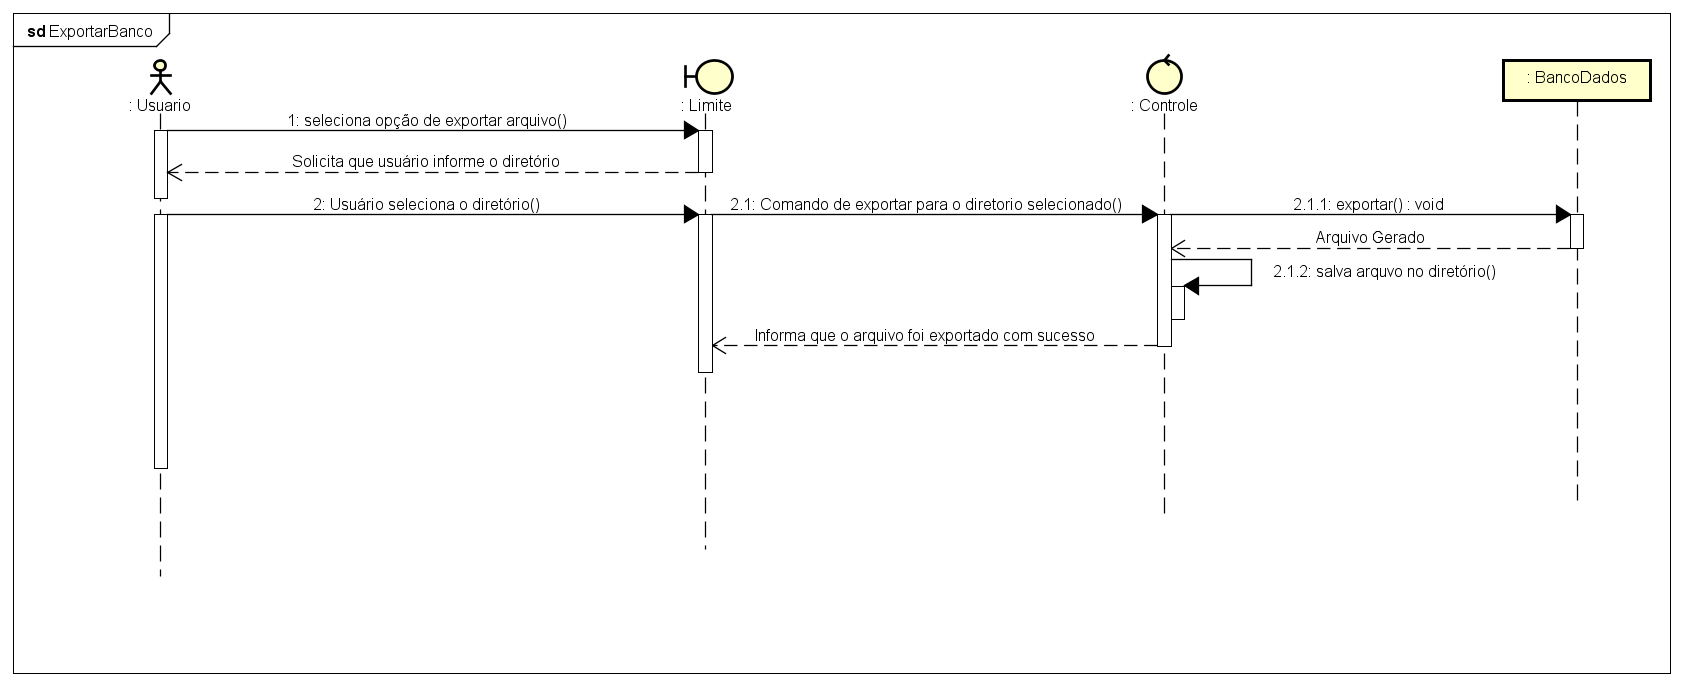 sd ExportarBanco
: Usuario
: Limite
: Controle
: BancoDados
1: seleciona opção de exportar arquivo()
Solicita que usuário informe o diretório
2: Usuário seleciona o diretório()
2.1: Comando de exportar para o diretorio selecionado()
2.1.1: exportar() : void
Arquivo Gerado
2.1.2: salva arquvo no diretório()
Informa que o arquivo foi exportado com sucesso